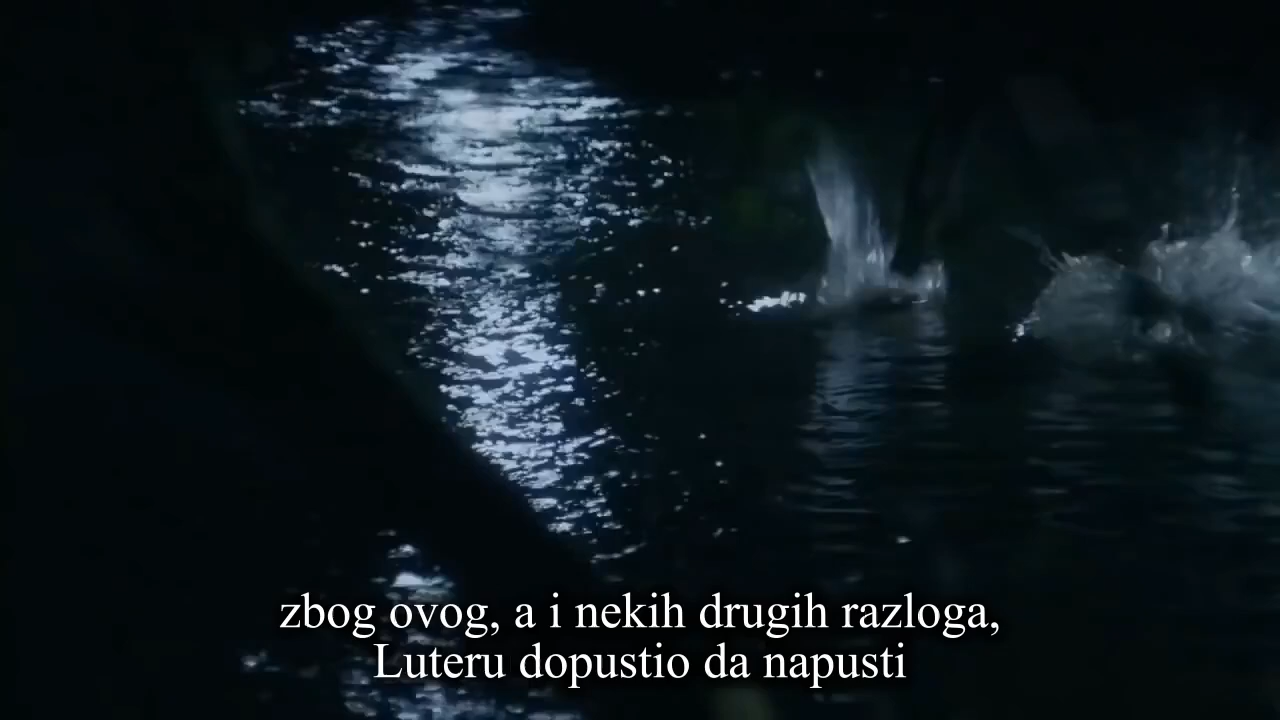 zbog ovog, a i nekih drugih razloga,
Luteru dopustio da napusti